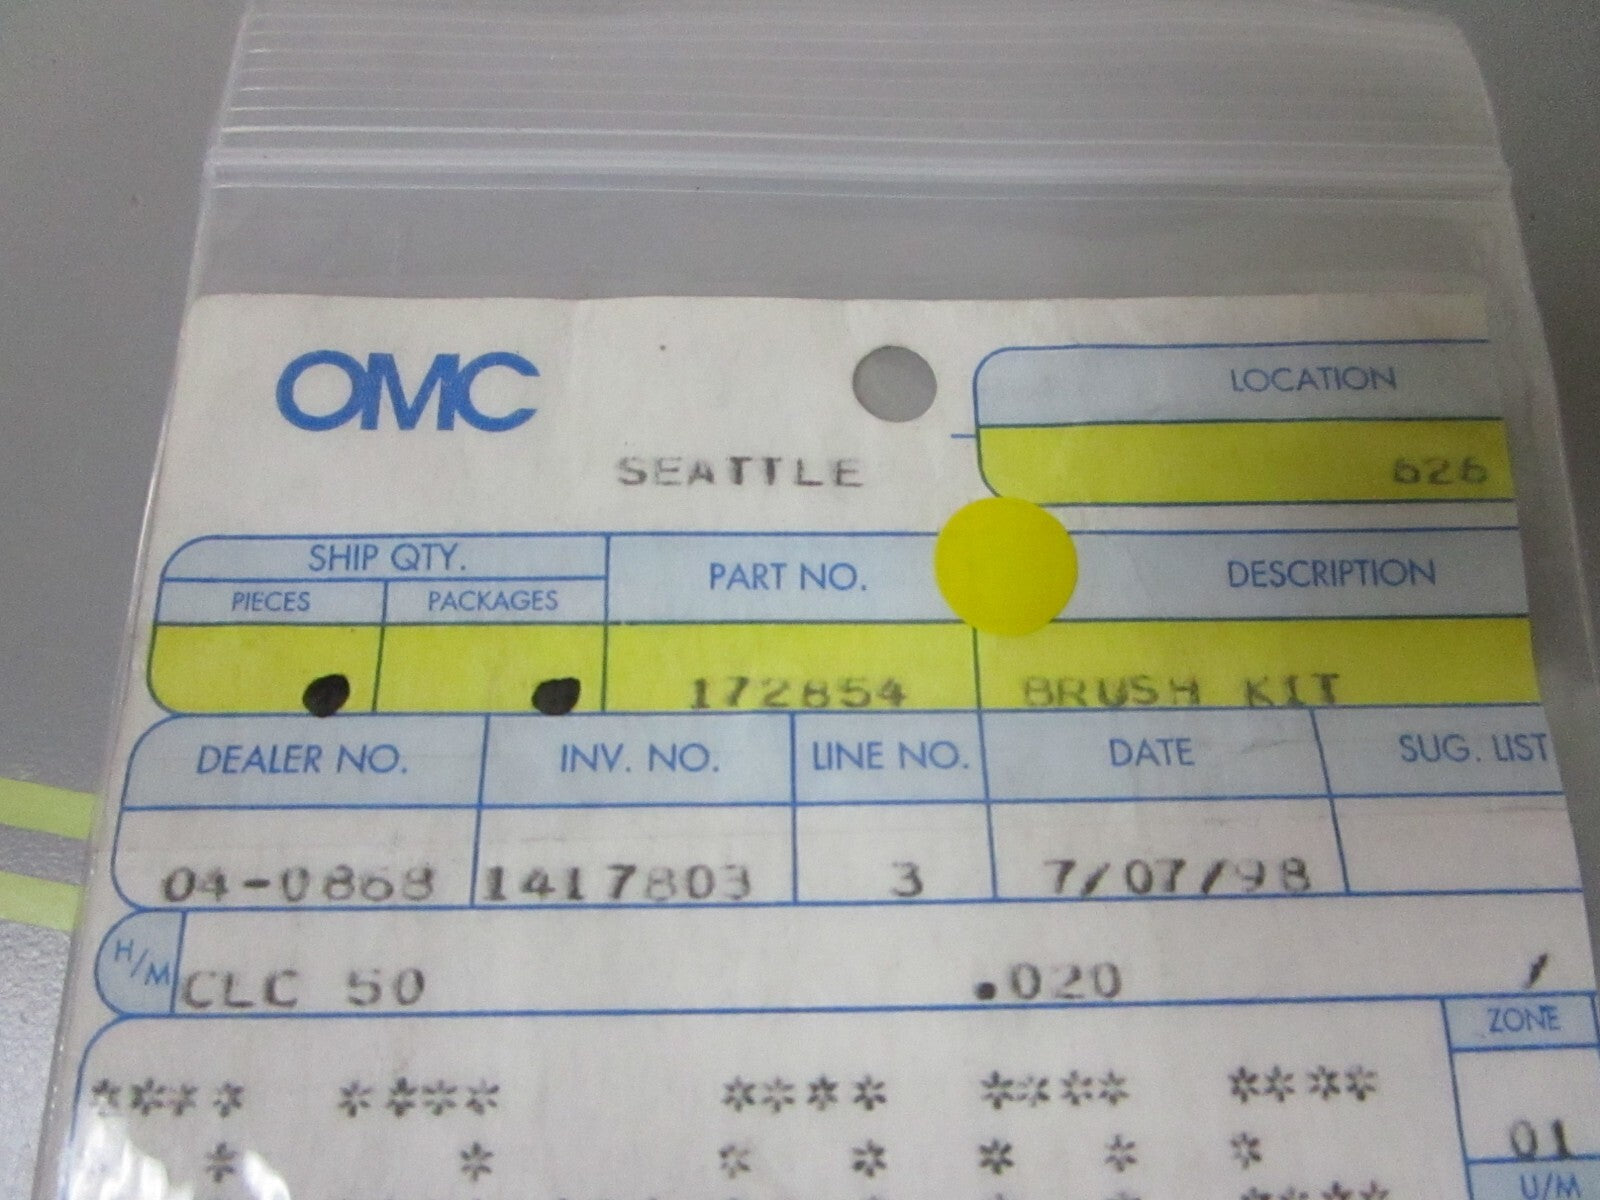 OMC
LOCATION
SEATTLE
626
SHIP QTY.
PIECES PACKAGES
PART NO.
DESCRIPTION
172854 BRUSH KIT
DEALER NO. INV. NO. LINE NO. DATE SUG. LIST
04-0868 1417803 3 7/07/98
H/M CLC 50 .020 /
ZONE
**** **** **** **** ****
01
* * * * * * *
U/M
****